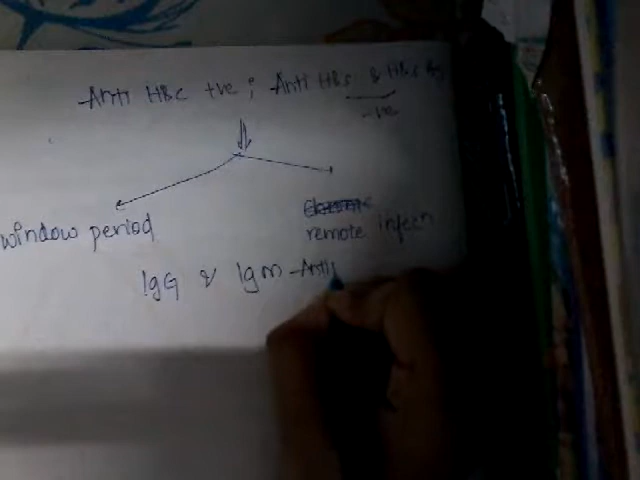 Anti HBC +ve ; Anti HBs & HBs Ag
-ve
window period
remote infecn
IgG & IgM -Anti